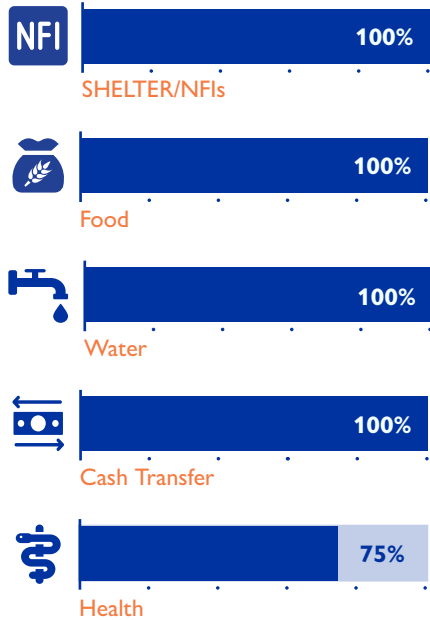 NFI
100%
SHELTER/NFIs
100%
Food
100%
Water
100%
Cash Transfer
75%
Health